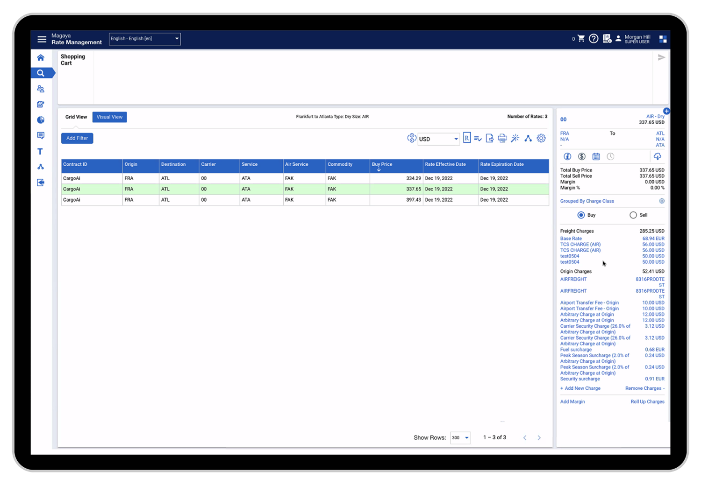 Magaya
Rate Management
English - English [en]
0
Morgan Hill
SUPER USER
Shopping
Cart
Grid View
Visual View
Frankfurt to Atlanta Type: Dry Size: AIR
Number of Rates: 3
Add Filter
USD
Contract ID Origin Destination Carrier Service Air Service Commodity Buy Price Rate Effective Date Rate Expiration Date
CargoAi FRA ATL 00 ATA FAK FAK 334.29 Dec 19, 2022 Dec 19, 2022
CargoAi FRA ATL 00 ATA FAK FAK 337.65 Dec 19, 2022 Dec 19, 2022
CargoAi FRA ATL 00 ATA FAK FAK 397.43 Dec 19, 2022 Dec 19, 2022
Show Rows: 300 1 – 3 of 3
00 AIR - Dry
337.65 USD
FRA To ATL
N/A N/A
- ATA
Total Buy Price 337.65 USD
Total Sell Price 337.65 USD
Margin 0.00 USD
Margin % 0.00 %
Grouped By Charge Class
Buy Sell
Freight Charges 285.25 USD
Base Rate 68.94 EUR
TCS CHARGE (AIR) 56.00 USD
TCS CHARGE (AIR) 56.00 USD
test0504 50.00 USD
test0504 50.00 USD
Origin Charges 52.41 USD
AIRFREIGHT 8316PROOTE
ST
AIRFREIGHT 8316PROOTE
ST
Airport Transfer Fee - Origin 10.00 USD
Airport Transfer Fee - Origin 10.00 USD
Arbitrary Charge at Origin 12.00 USD
Arbitrary Charge at Origin 12.00 USD
Carrier Security Charge (26.0% of 3.12 USD
Arbitrary Charge at Origin)
Carrier Security Charge (26.0% of 3.12 USD
Arbitrary Charge at Origin)
Fuel surcharge 0.68 EUR
Peak Season Surcharge (2.0% of 0.24 USD
Arbitrary Charge at Origin)
Peak Season Surcharge (2.0% of 0.24 USD
Arbitrary Charge at Origin)
Security surcharge 0.91 EUR
+ Add New Charge Remove Charges -
Add Margin Roll Up Charges